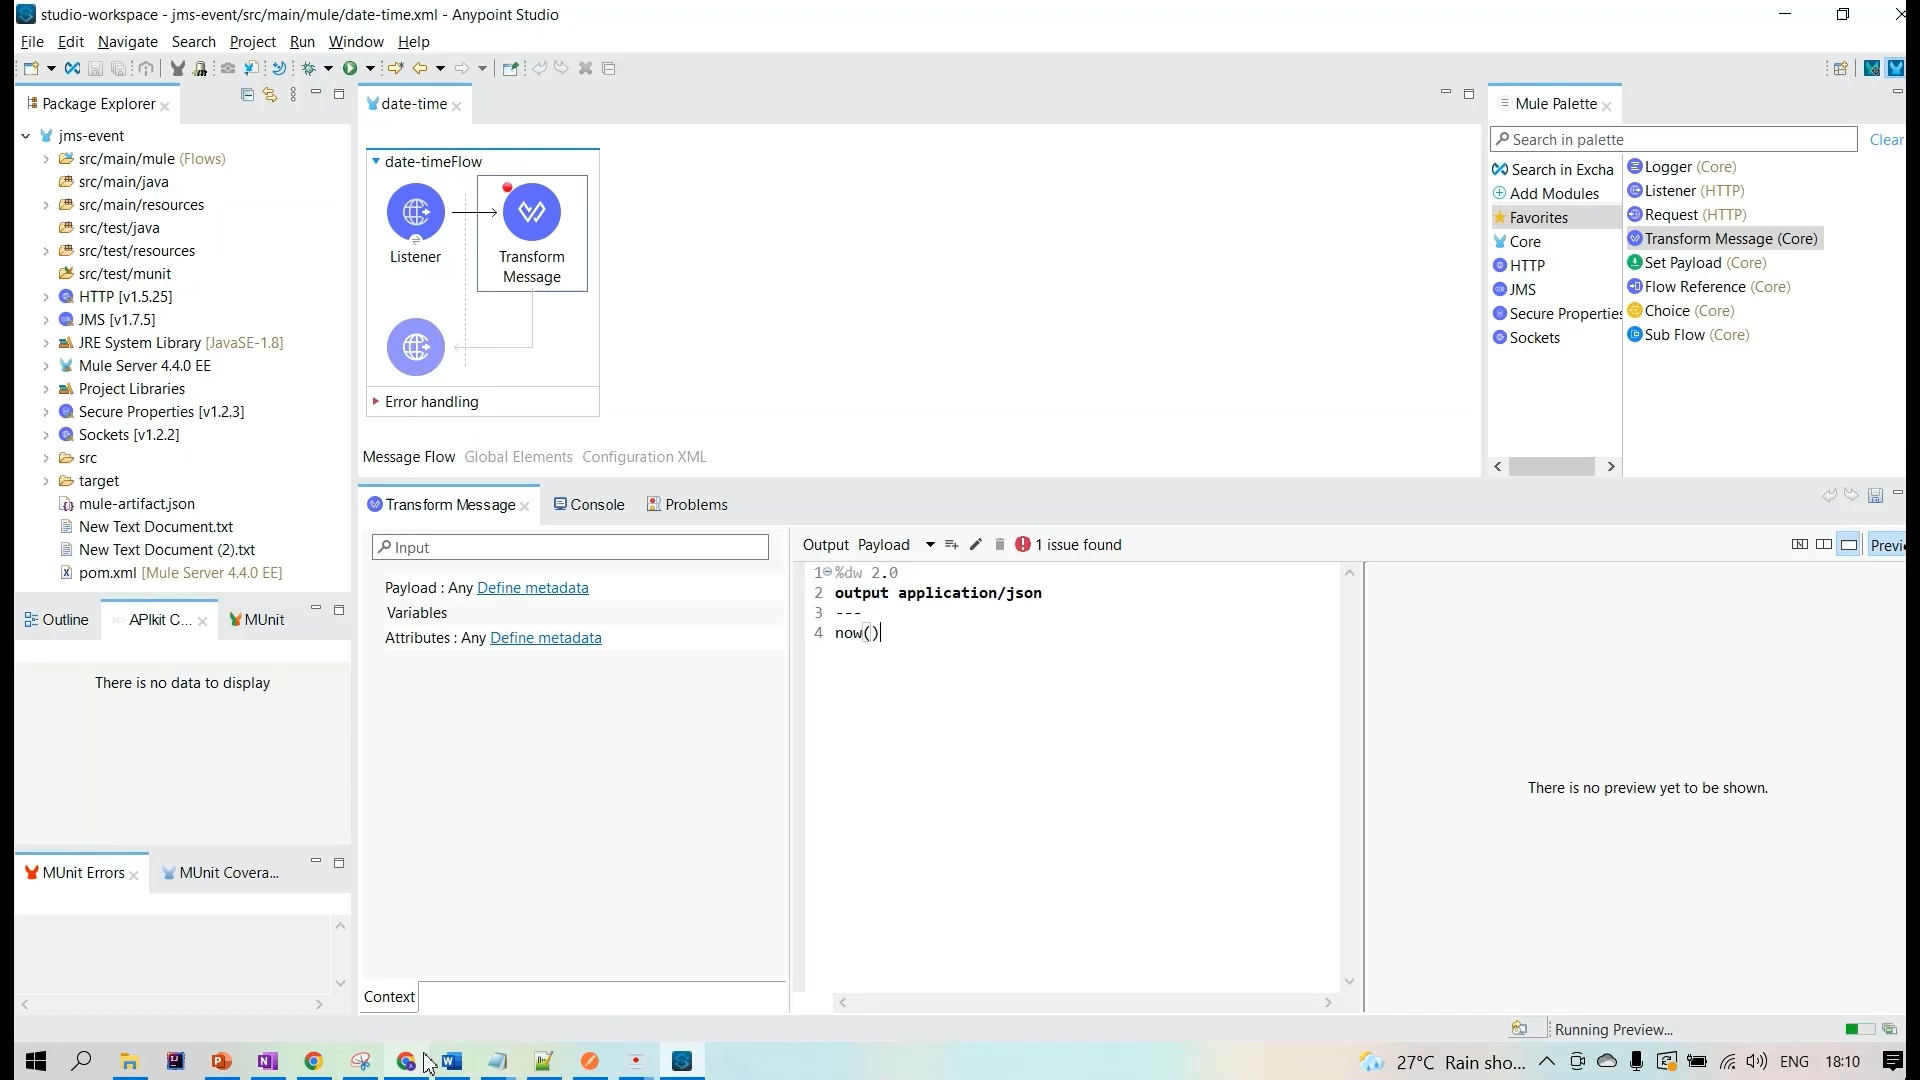 studio-workspace - jms-event/src/main/mule/date-time.xml - Anypoint Studio
File Edit Navigate Search Project Run Window Help
Package Explorer
jms-event
src/main/mule (Flows)
src/main/java
src/main/resources
src/test/java
src/test/resources
src/test/munit
HTTP [v1.5.25]
JMS [v1.7.5]
JRE System Library [JavaSE-1.8]
Mule Server 4.4.0 EE
Project Libraries
Secure Properties [v1.2.3]
Sockets [v1.2.2]
src
target
mule-artifact.json
New Text Document.txt
New Text Document (2).txt
pom.xml [Mule Server 4.4.0 EE]
date-time
date-timeFlow
Listener
Transform
Message
Error handling
Message Flow Global Elements Configuration XML
Mule Palette
Search in palette
Clear
Search in Excha
Add Modules
Favorites
Core
HTTP
JMS
Secure Properties
Sockets
Logger (Core)
Listener (HTTP)
Request (HTTP)
Transform Message (Core)
Set Payload (Core)
Flow Reference (Core)
Choice (Core)
Sub Flow (Core)
Outline APIkit C... MUnit
There is no data to display
MUnit Errors MUnit Covera...
Transform Message Console Problems
Input
Payload : Any Define metadata
Variables
Attributes : Any Define metadata
Context
Output Payload 1 issue found
Previ
1 %dw 2.0
2 output application/json
3 ---
4 now()
There is no preview yet to be shown.
Running Preview...
27°C Rain sho... ENG 18:10